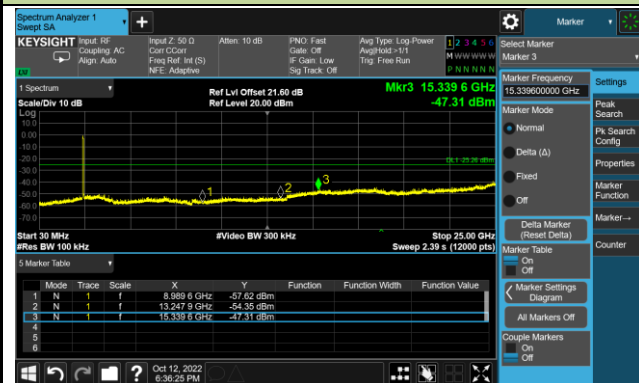 Spectrum Analyzer 1
Swept SA
Marker
KEYSIGHT
Input: RF
Coupling: AC
Align: Auto
Input Z: 50 Ω
Corr CCorr
Freq Ref: Int (S)
NFE: Adaptive
Atten: 10 dB
PNO: Fast
Gate: Off
IF Gain: Low
Sig Track: Off
Avg Type: Log-Power
Avg|Hold:>1/1
Trig: Free Run
1 2 3 4 5 6
M W W W W W
P N N N N N
LW
1 Spectrum
Scale/Div 10 dB
Log
Ref Lvl Offset 21.60 dB
Ref Level 20.00 dBm
Mkr3 15.339 6 GHz
-47.31 dBm
10.0
0.00
-10.0
-20.0
-30.0
-40.0
-50.0
-60.0
-70.0
DL1 -25.26 dBm
1
2
3
Start 30 MHz
#Res BW 100 kHz
#Video BW 300 kHz
Stop 25.00 GHz
Sweep 2.39 s (12000 pts)
5 Marker Table
Mode Trace Scale X Y Function Function Width Function Value
1 N 1 f 8.989 6 GHz -57.62 dBm
2 N 1 f 13.247 9 GHz -54.35 dBm
3 N 1 f 15.339 6 GHz -47.31 dBm
4
5
6
Oct 12, 2022
6:36:25 PM
Select Marker
Marker 3
Marker Frequency
15.339600000 GHz
Marker Mode
Normal
Delta (Δ)
Fixed
Off
Delta Marker
(Reset Delta)
Marker Table
On
Off
Marker Settings
Diagram
All Markers Off
Couple Markers
On
Off
Settings
Peak
Search
Pk Search
Config
Properties
Marker
Function
Marker→
Counter